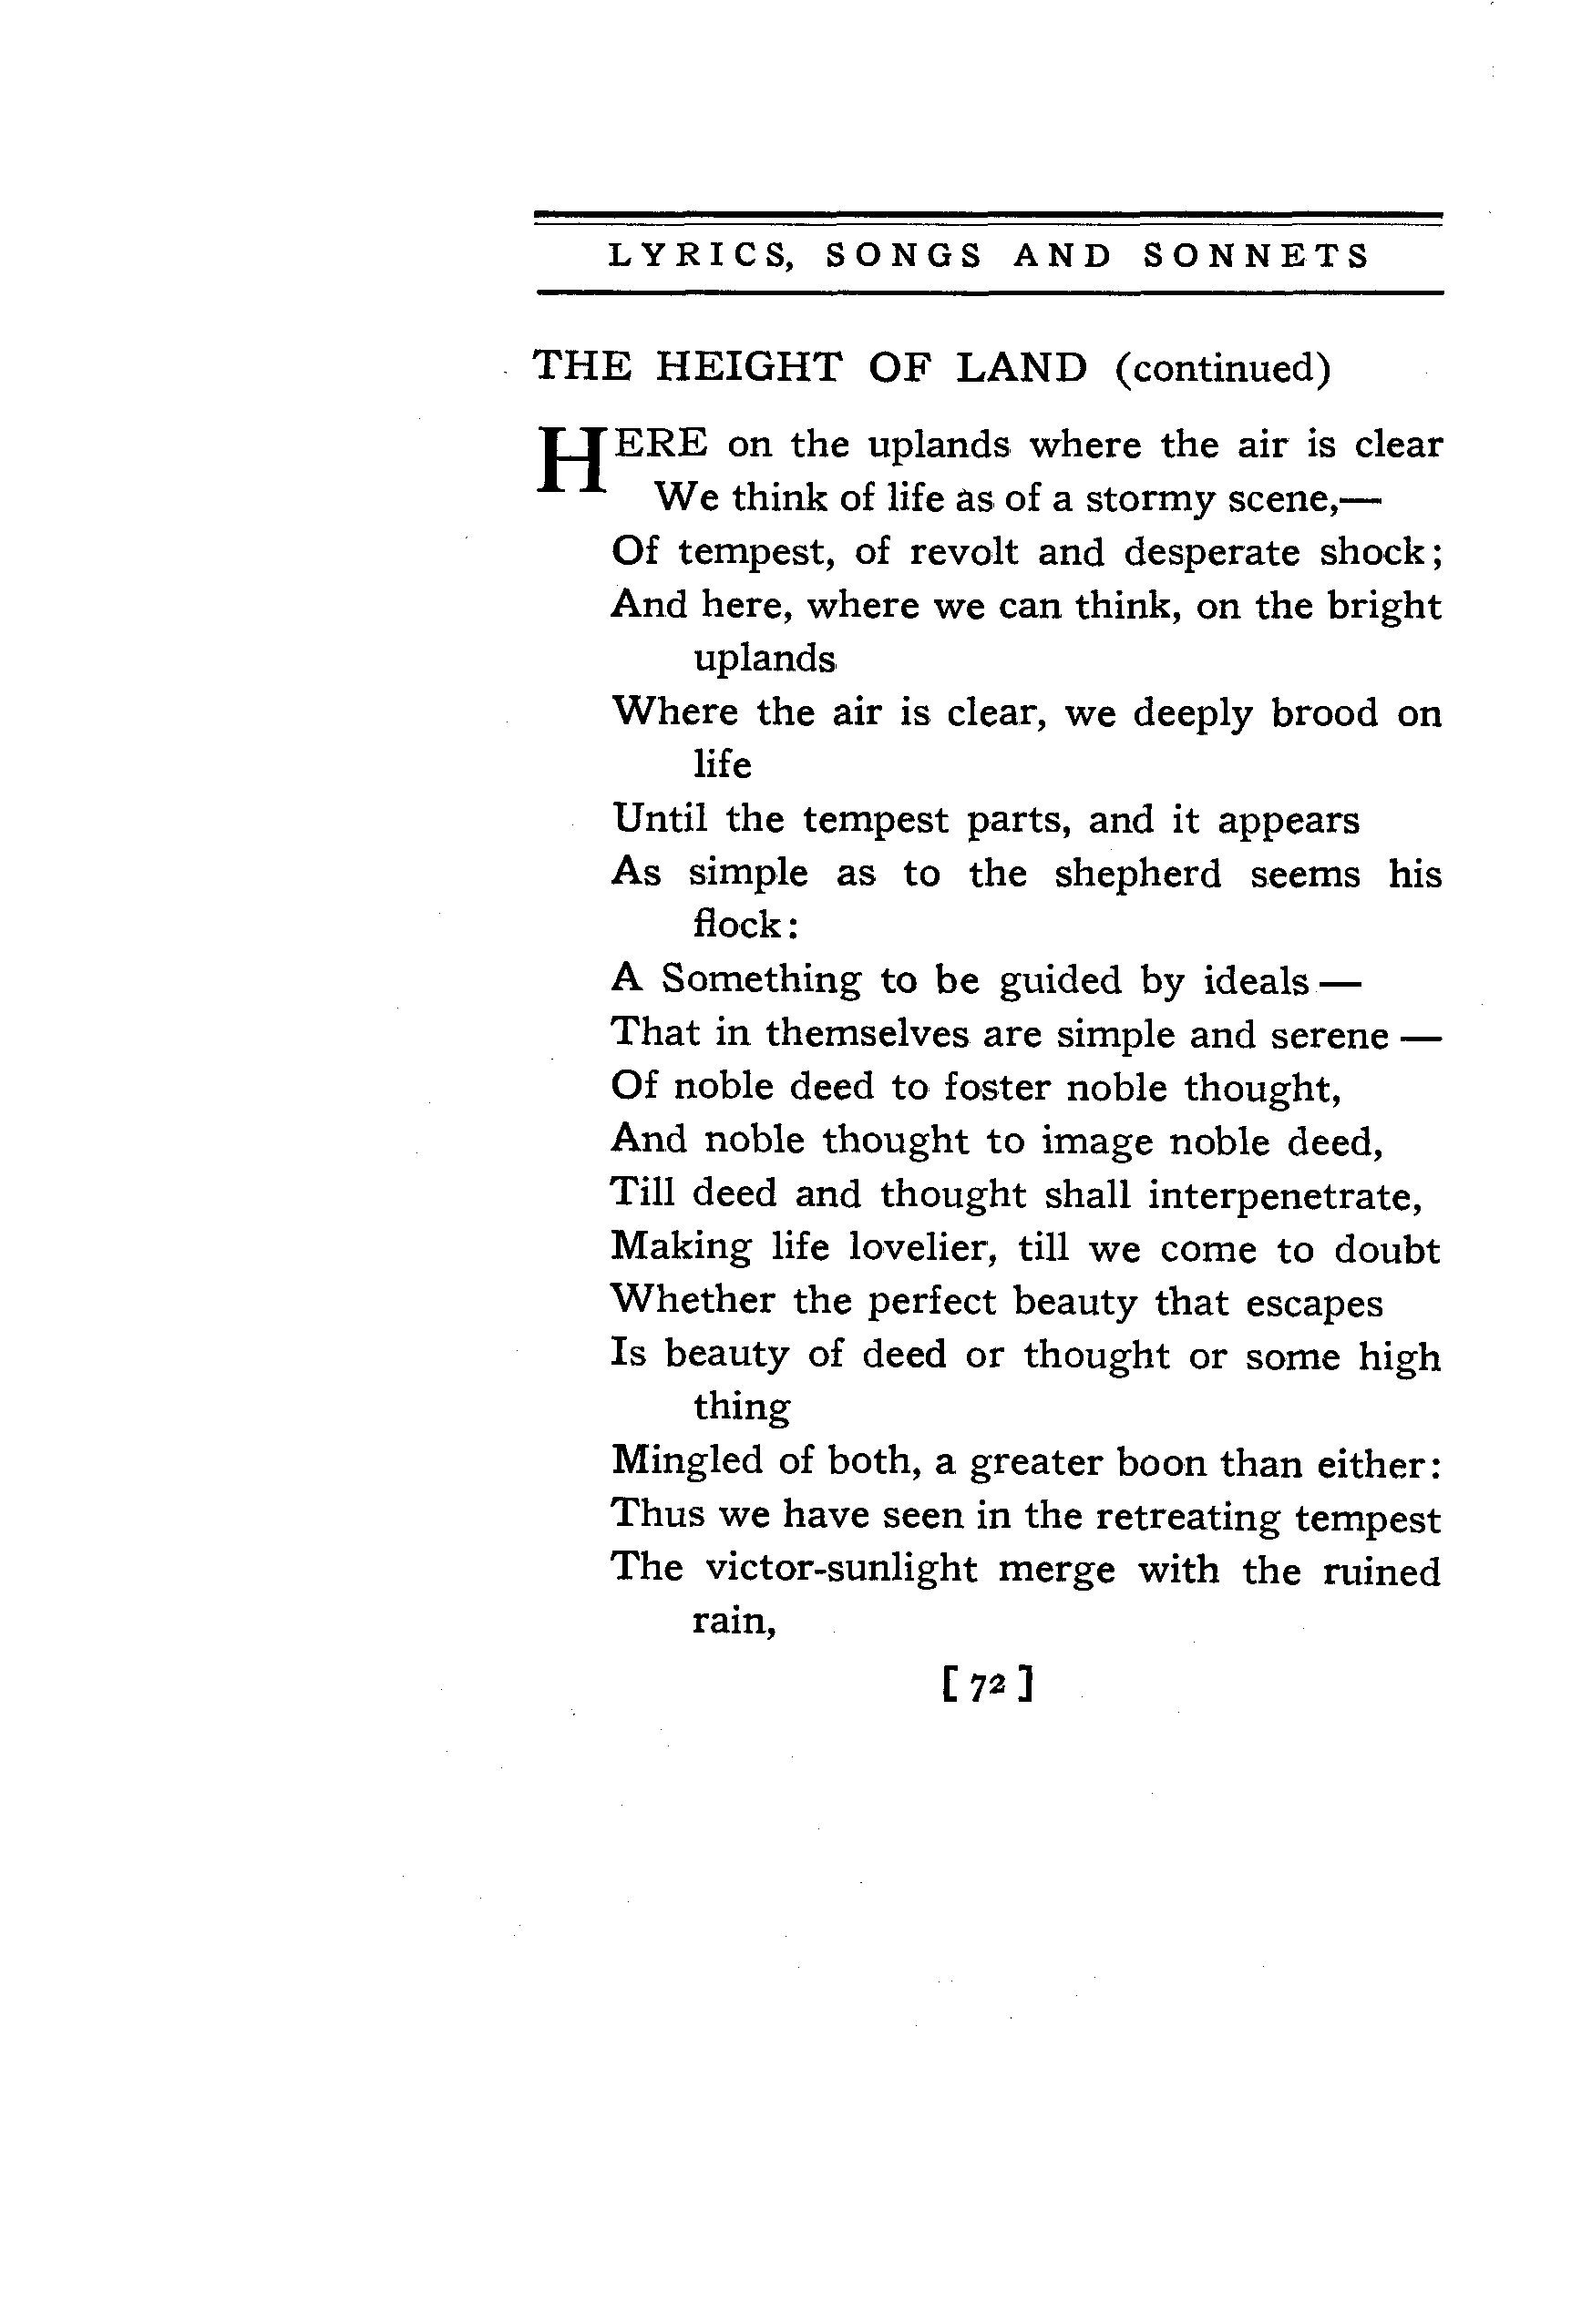 LYRICS, SONGS AND SONNETS
THE HEIGHT OF LAND (continued)
HERE on the uplands where the air is clear
We think of life as of a stormy scene,—
Of tempest, of revolt and desperate shock;
And here, where we can think, on the bright
uplands
Where the air is clear, we deeply brood on
life
Until the tempest parts, and it appears
As simple as to the shepherd seems his
flock:
A Something to be guided by ideals —
That in themselves are simple and serene —
Of noble deed to foster noble thought,
And noble thought to image noble deed,
Till deed and thought shall interpenetrate,
Making life lovelier, till we come to doubt
Whether the perfect beauty that escapes
Is beauty of deed or thought or some high
thing
Mingled of both, a greater boon than either:
Thus we have seen in the retreating tempest
The victor-sunlight merge with the ruined
rain,
[ 72 ]